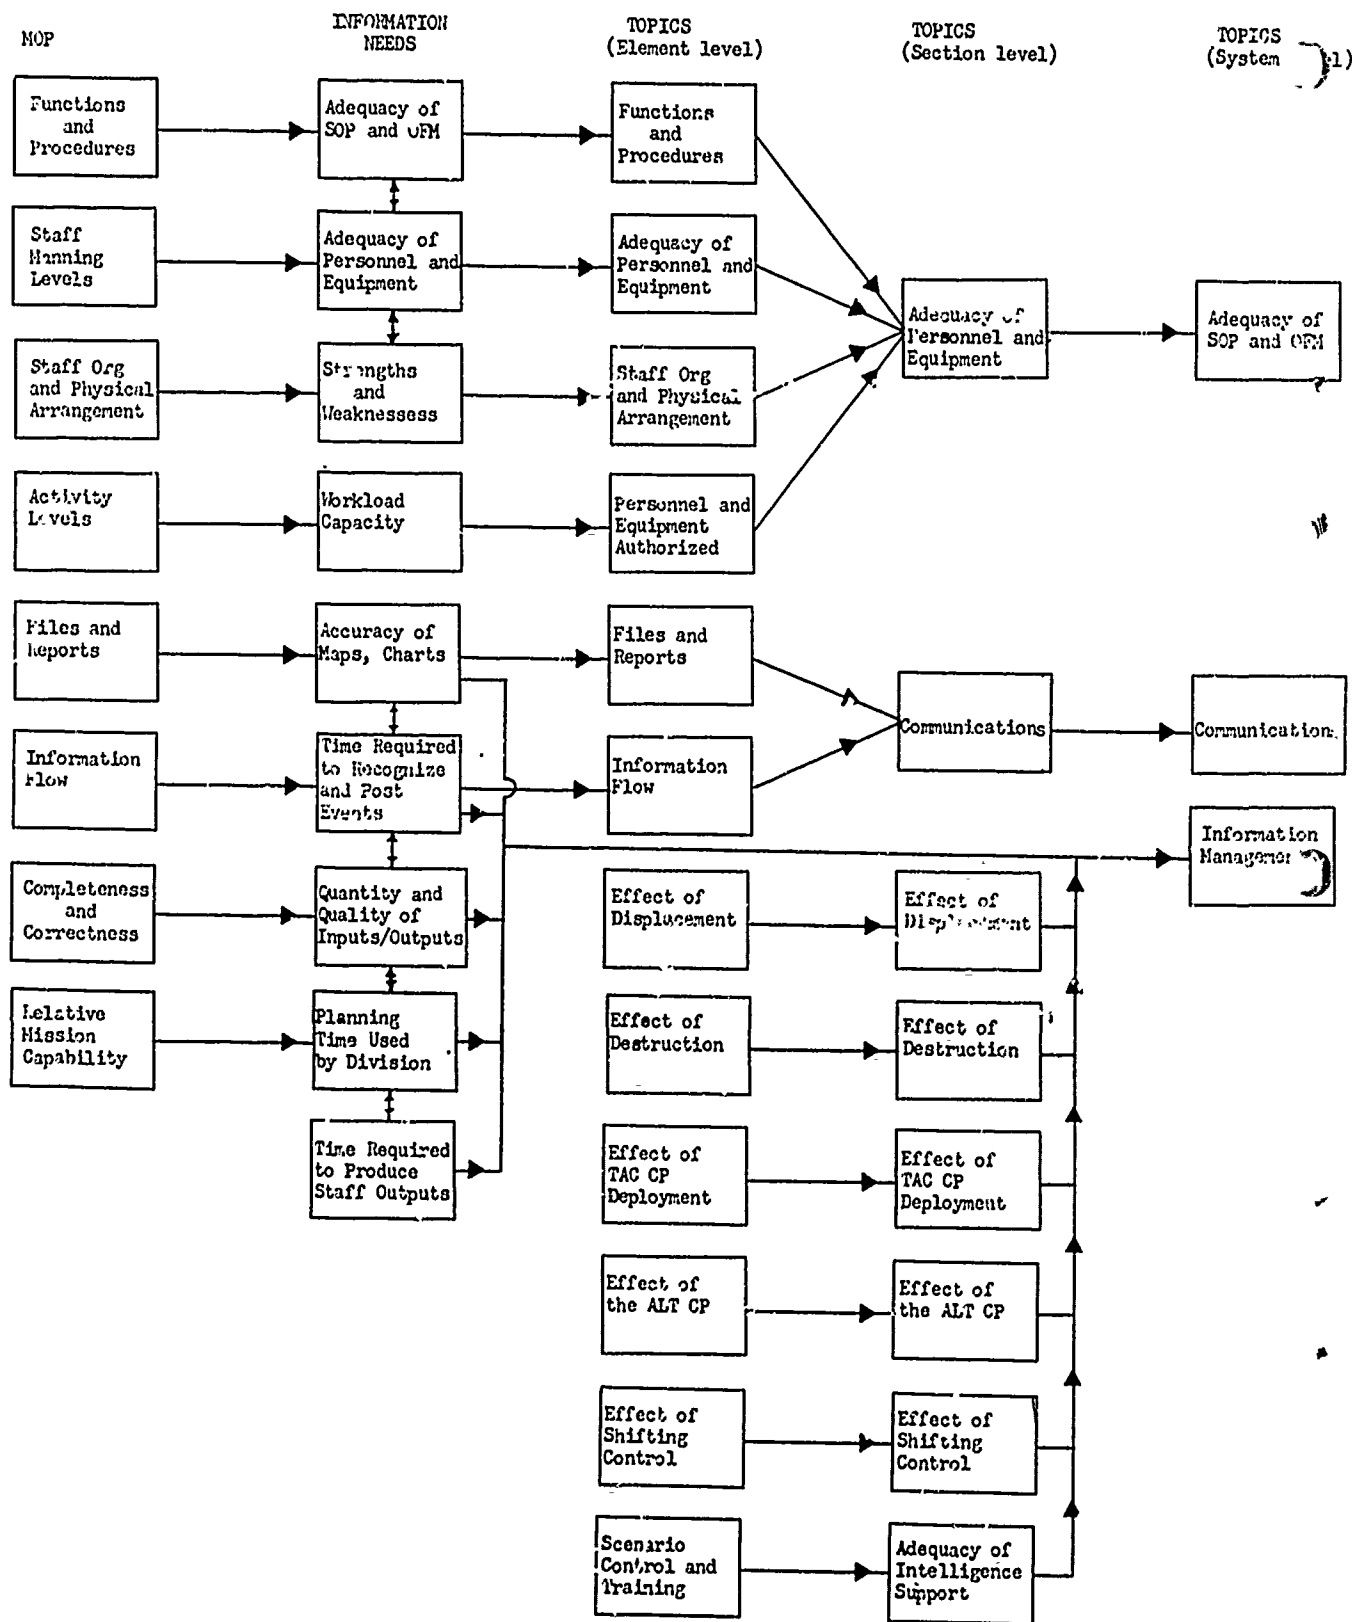 MOP
INFORMATION
NEEDS
TOPICS
(Element level)
TOPICS
(Section level)
TOPICS
(System
Functions
and
Procedures
Adequacy of
SOP and OFM
Functions
and
Procedures
Staff
Manning
Levels
Adequacy of
Personnel and
Equipment
Adequacy of
Personnel and
Equipment
Adequacy of
Personnel and
Equipment
Adequacy of
SOP and OFM
Staff Org
and Physical
Arrangement
Strengths
and
Weaknessess
Staff Org
and Physical
Arrangement
Activity
Levels
Workload
Capacity
Personnel and
Equipment
Authorized
Files and
Reports
Accuracy of
Maps, Charts
Files and
Reports
Communications
Communication
Information
Flow
Time Required
to Recognize
and Post
Events
Information
Flow
Information
Managemen
Completeness
and
Correctness
Quantity and
Quality of
Inputs/Outputs
Effect of
Displacement
Effect of
Displacement
Relative
Mission
Capability
Planning
Time Used
by Division
Effect of
Destruction
Effect of
Destruction
Time Required
to Produce
Staff Outputs
Effect of
TAC CP
Deployment
Effect of
TAC CP
Deployment
Effect of
the ALT CP
Effect of
the ALT CP
Effect of
Shifting
Control
Effect of
Shifting
Control
Scenario
Control and
Training
Adequacy of
Intelligence
Support